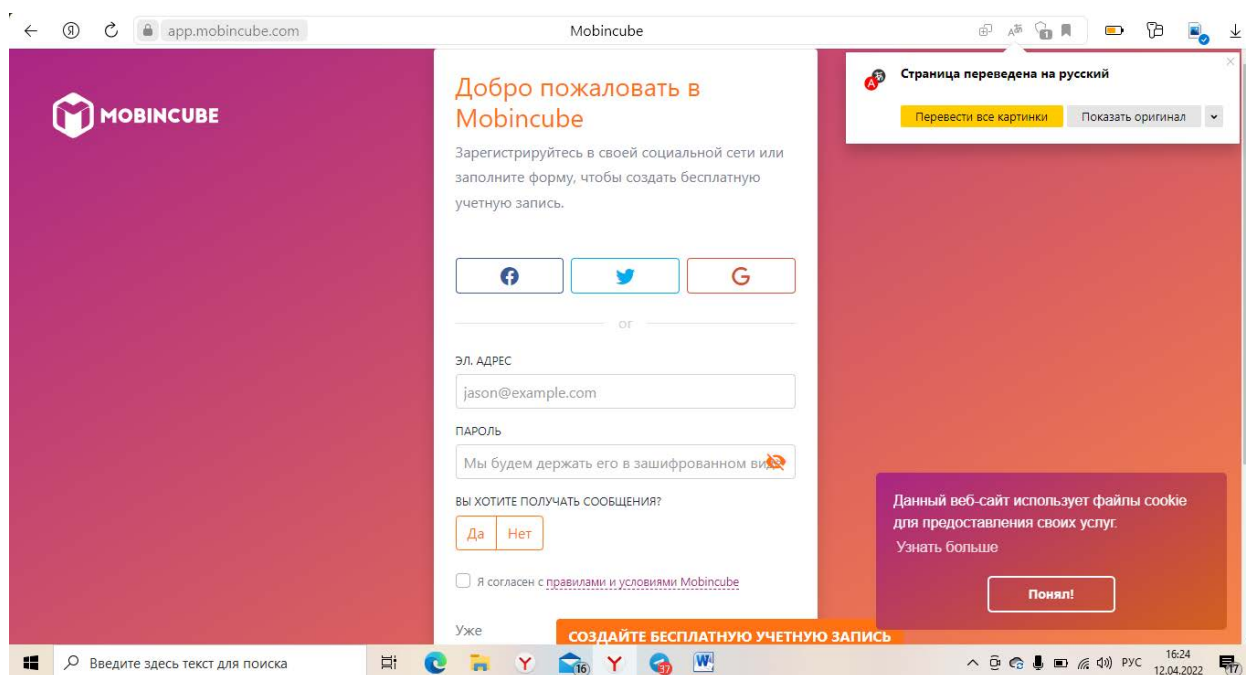 app.mobincube.com
Mobincube
MOBINCUBE
Страница переведена на русский
Перевести все картинки
Показать оригинал
Добро пожаловать в
Mobincube
Зарегистрируйтесь в своей социальной сети или
заполните форму, чтобы создать бесплатную
учетную запись.
or
ЭЛ. АДРЕС
jason@example.com
ПАРОЛЬ
Мы будем держать его в зашифрованном
ВЫ ХОТИТЕ ПОЛУЧАТЬ СООБЩЕНИЯ?
Да Нет
Я согласен с правилами и условиями Mobincube
Уже
СОЗДАЙТЕ БЕСПЛАТНУЮ УЧЕТНУЮ ЗАПИСЬ
Данный веб-сайт использует файлы cookie
для предоставления своих услуг.
Узнать больше
Понял!
Введите здесь текст для поиска
16
37
РУС
16:24
12.04.2022
17